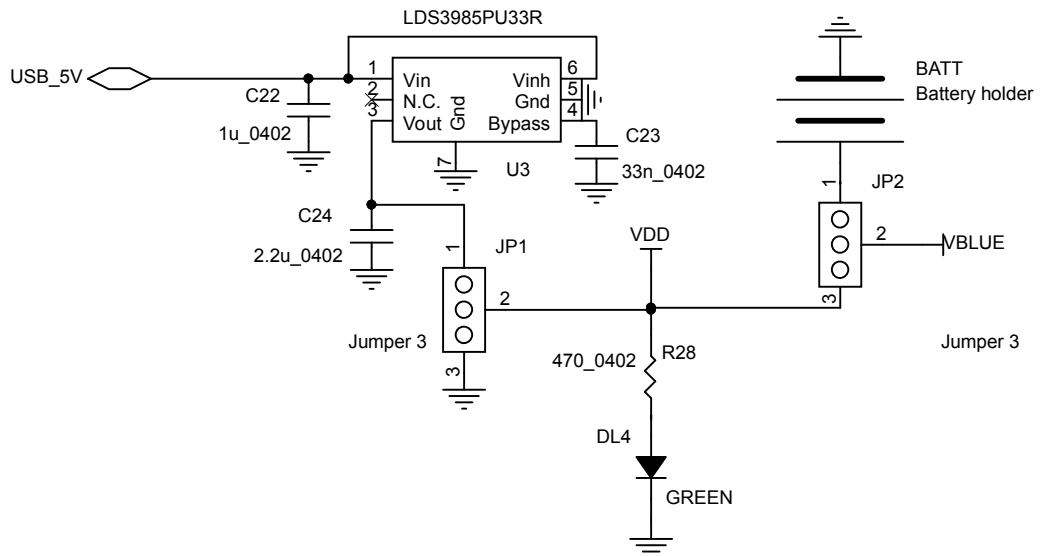 LDS3985PU33R
USB_5V
1
Vin
Vinh
6
2
N.C.
Gnd
Gnd
5
3
Vout
Bypass
4
7
U3
C22
1u_0402
C23
33n_0402
C24
2.2u_0402
BATT
Battery holder
1
JP2
2
VBLUE
3
Jumper 3
1
JP1
2
3
Jumper 3
VDD
470_0402
R28
DL4
GREEN